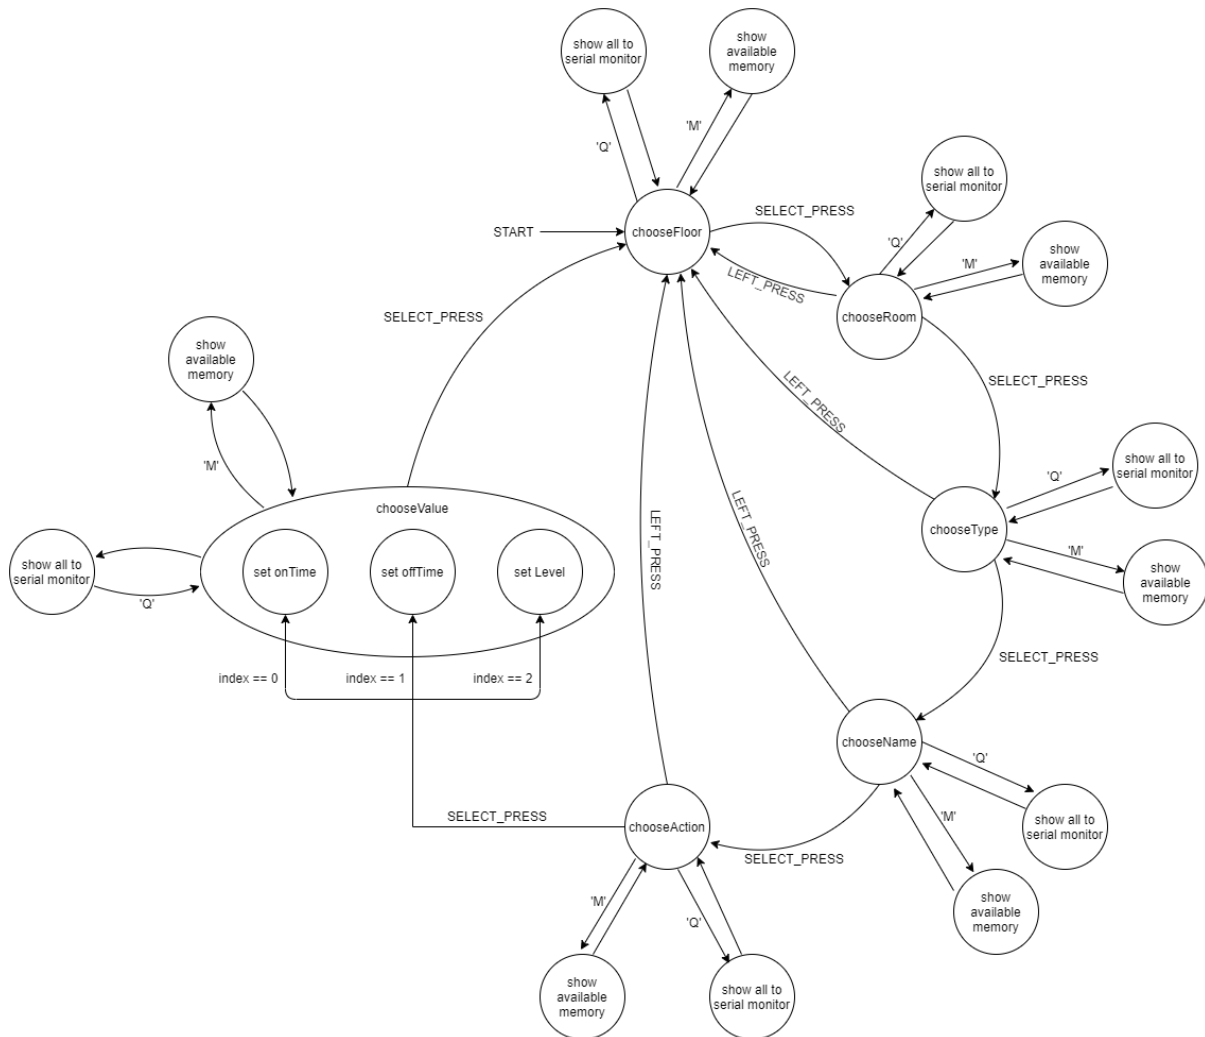 show all to
serial monitor
show
available
memory
'M'
'Q'
show all to
serial monitor
SELECT_PRESS
START
chooseFloor
'Q'
show
available
memory
'M'
LEFT_PRESS
chooseRoom
SELECT_PRESS
show
available
memory
SELECT_PRESS
LEFT_PRESS
'M'
show all to
serial monitor
'Q'
chooseValue
LEFT_PRESS
LEFT_PRESS
chooseType
'M'
show
available
memory
show all to
serial monitor
'Q'
set onTime
set offTime
set Level
SELECT_PRESS
index == 0
index == 1
index == 2
chooseName
'Q'
show all to
serial monitor
'M'
SELECT_PRESS
chooseAction
SELECT_PRESS
show
available
memory
'M'
'Q'
show
available
memory
show all to
serial monitor